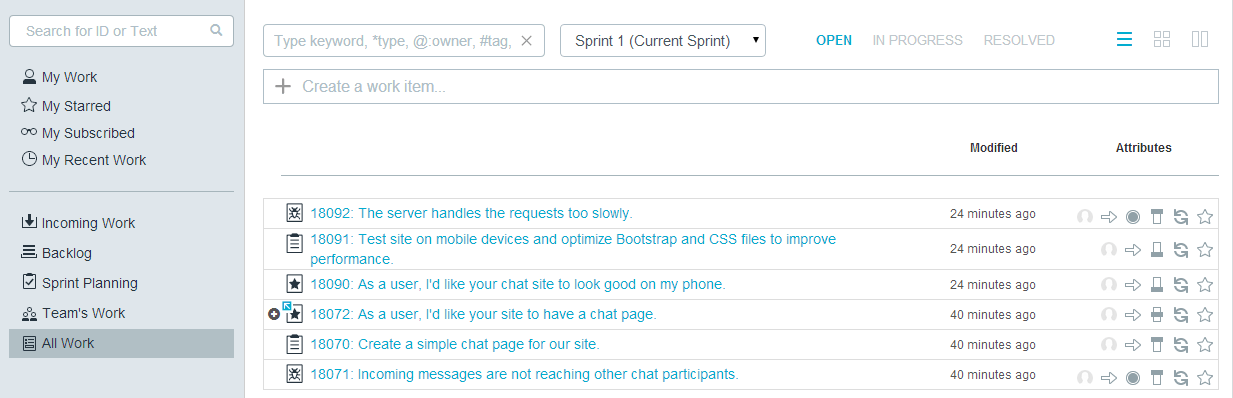 Search for ID or Text
My Work
My Starred
My Subscribed
My Recent Work
Incoming Work
Backlog
Sprint Planning
Team's Work
All Work
Type keyword, *type, @:owner, #tag,
Sprint 1 (Current Sprint)
OPEN IN PROGRESS RESOLVED
Create a work item...
Modified Attributes
18092: The server handles the requests too slowly. 24 minutes ago
18091: Test site on mobile devices and optimize Bootstrap and CSS files to improve
performance. 24 minutes ago
18090: As a user, I'd like your chat site to look good on my phone. 24 minutes ago
18072: As a user, I'd like your site to have a chat page. 40 minutes ago
18070: Create a simple chat page for our site. 40 minutes ago
18071: Incoming messages are not reaching other chat participants. 40 minutes ago